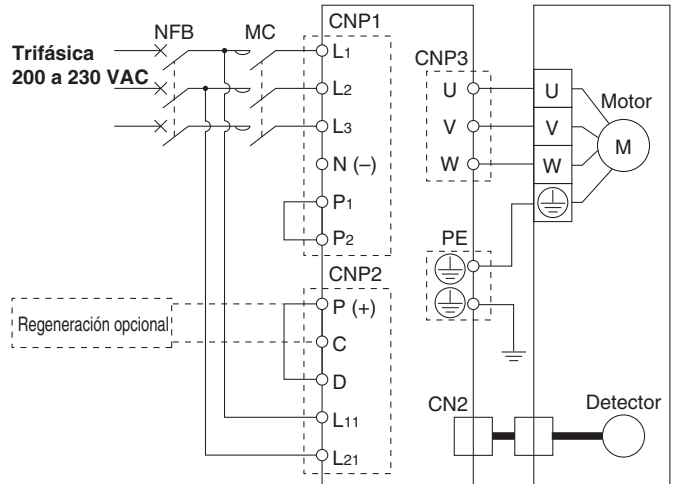 NFB
MC
CNP1
Trifásica
200 a 230 VAC
L1
L2
L3
N (–)
P1
P2
CNP2
Regeneración opcional
P (+)
C
D
L11
L21
CNP3
U
V
W
PE
CN2
U
V
W
Motor
M
Detector